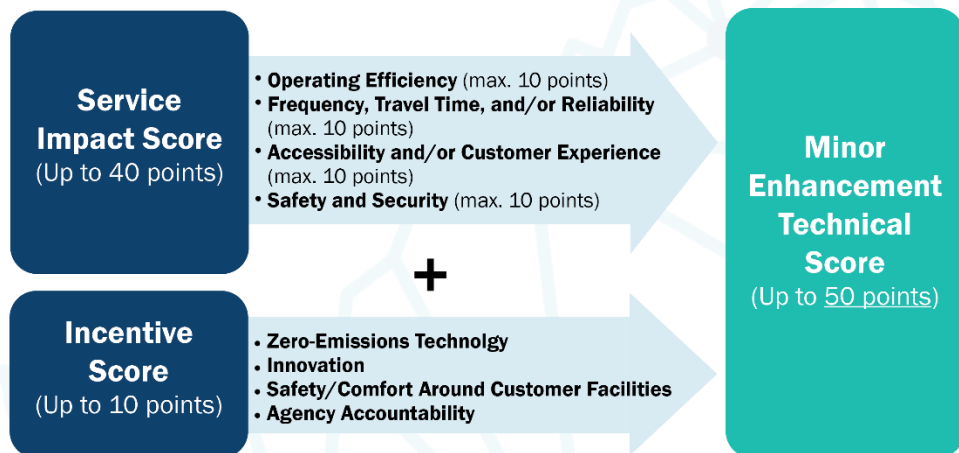 Service
Impact Score
(Up to 40 points)
• Operating Efficiency (max. 10 points)
• Frequency, Travel Time, and/or Reliability
(max. 10 points)
• Accessibility and/or Customer Experience
(max. 10 points)
• Safety and Security (max. 10 points)
+
Incentive
Score
(Up to 10 points)
• Zero-Emissions Technolgy
• Innovation
• Safety/Comfort Around Customer Facilities
• Agency Accountability
Minor
Enhancement
Technical
Score
(Up to 50 points)